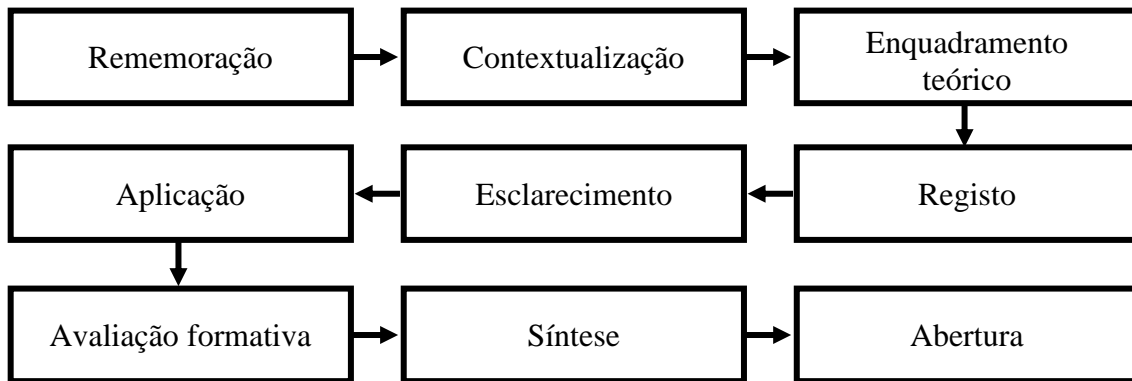 Rememoração
Contextualização
Enquadramento
teórico
Registo
Esclarecimento
Aplicação
Avaliação formativa
Síntese
Abertura